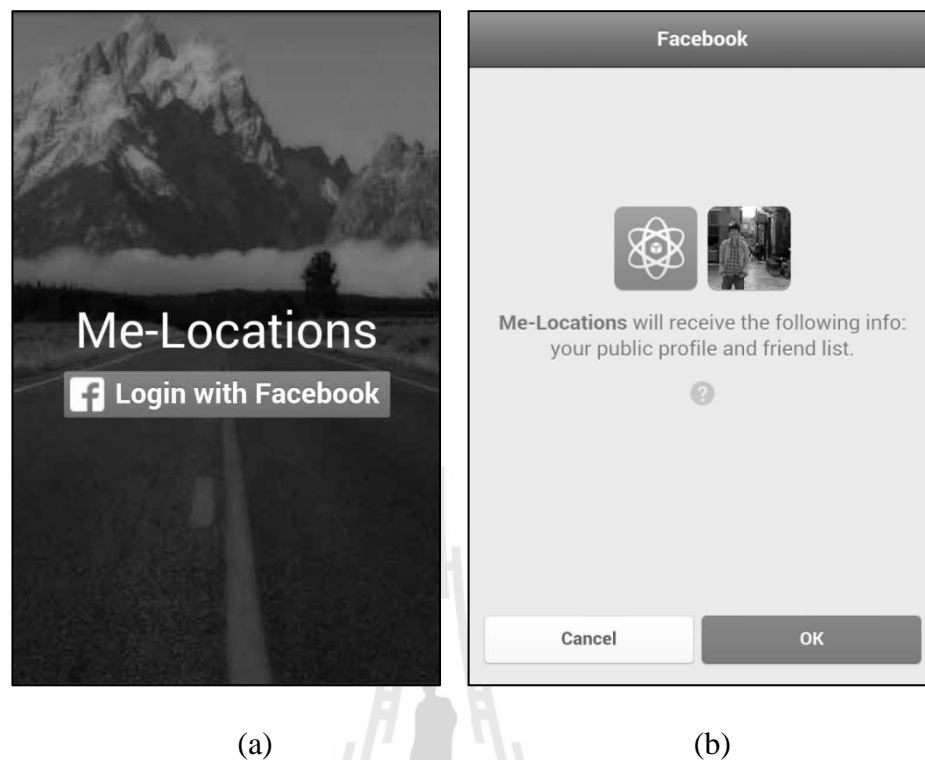 Me-Locations
f Login with Facebook
Facebook
Me-Locations will receive the following info:
your public profile and friend list.
?
Cancel
OK
(a)
(b)